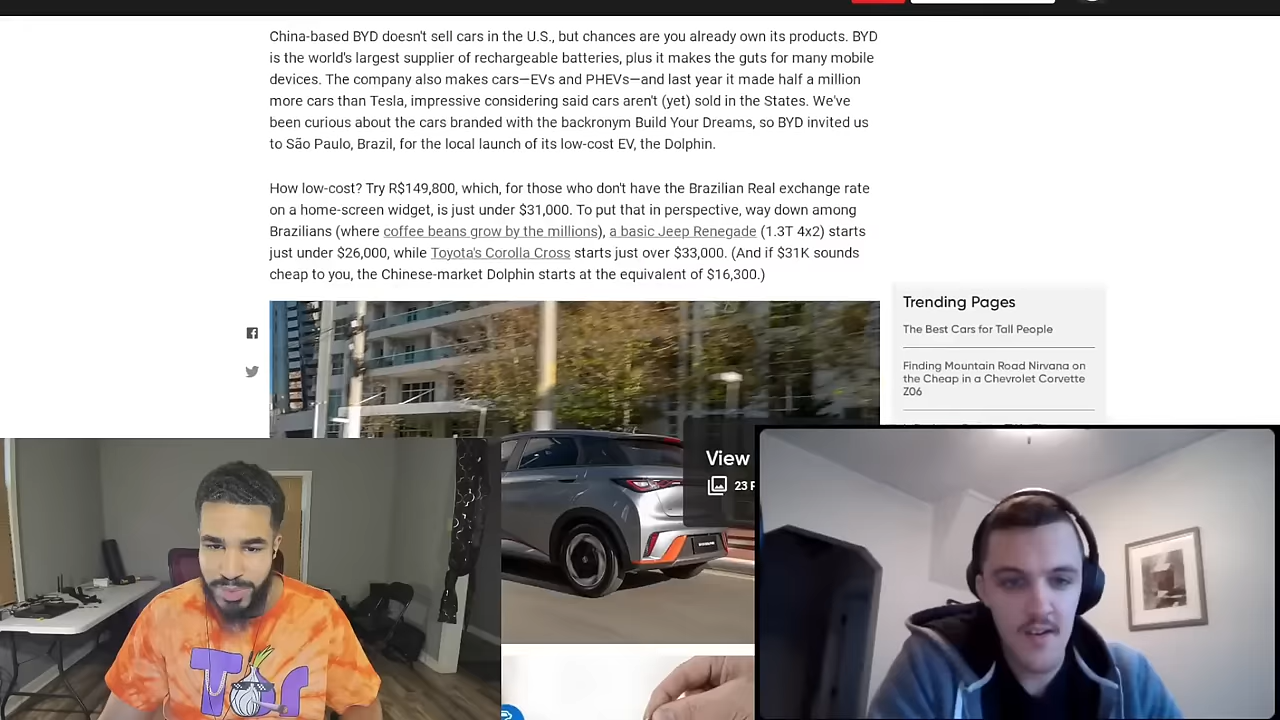 China-based BYD doesn't sell cars in the U.S., but chances are you already own its products. BYD
is the world's largest supplier of rechargeable batteries, plus it makes the guts for many mobile
devices. The company also makes cars—EVs and PHEVs—and last year it made half a million
more cars than Tesla, impressive considering said cars aren't (yet) sold in the States. We've
been curious about the cars branded with the backronym Build Your Dreams, so BYD invited us
to São Paulo, Brazil, for the local launch of its low-cost EV, the Dolphin.
How low-cost? Try R$149,800, which, for those who don't have the Brazilian Real exchange rate
on a home-screen widget, is just under $31,000. To put that in perspective, way down among
Brazilians (where coffee beans grow by the millions), a basic Jeep Renegade (1.3T 4x2) starts
just under $26,000, while Toyota's Corolla Cross starts just over $33,000. (And if $31K sounds
cheap to you, the Chinese-market Dolphin starts at the equivalent of $16,300.)
Trending Pages
The Best Cars for Tall People
Finding Mountain Road Nirvana on
the Cheap in a Chevrolet Corvette
Z06
View
23